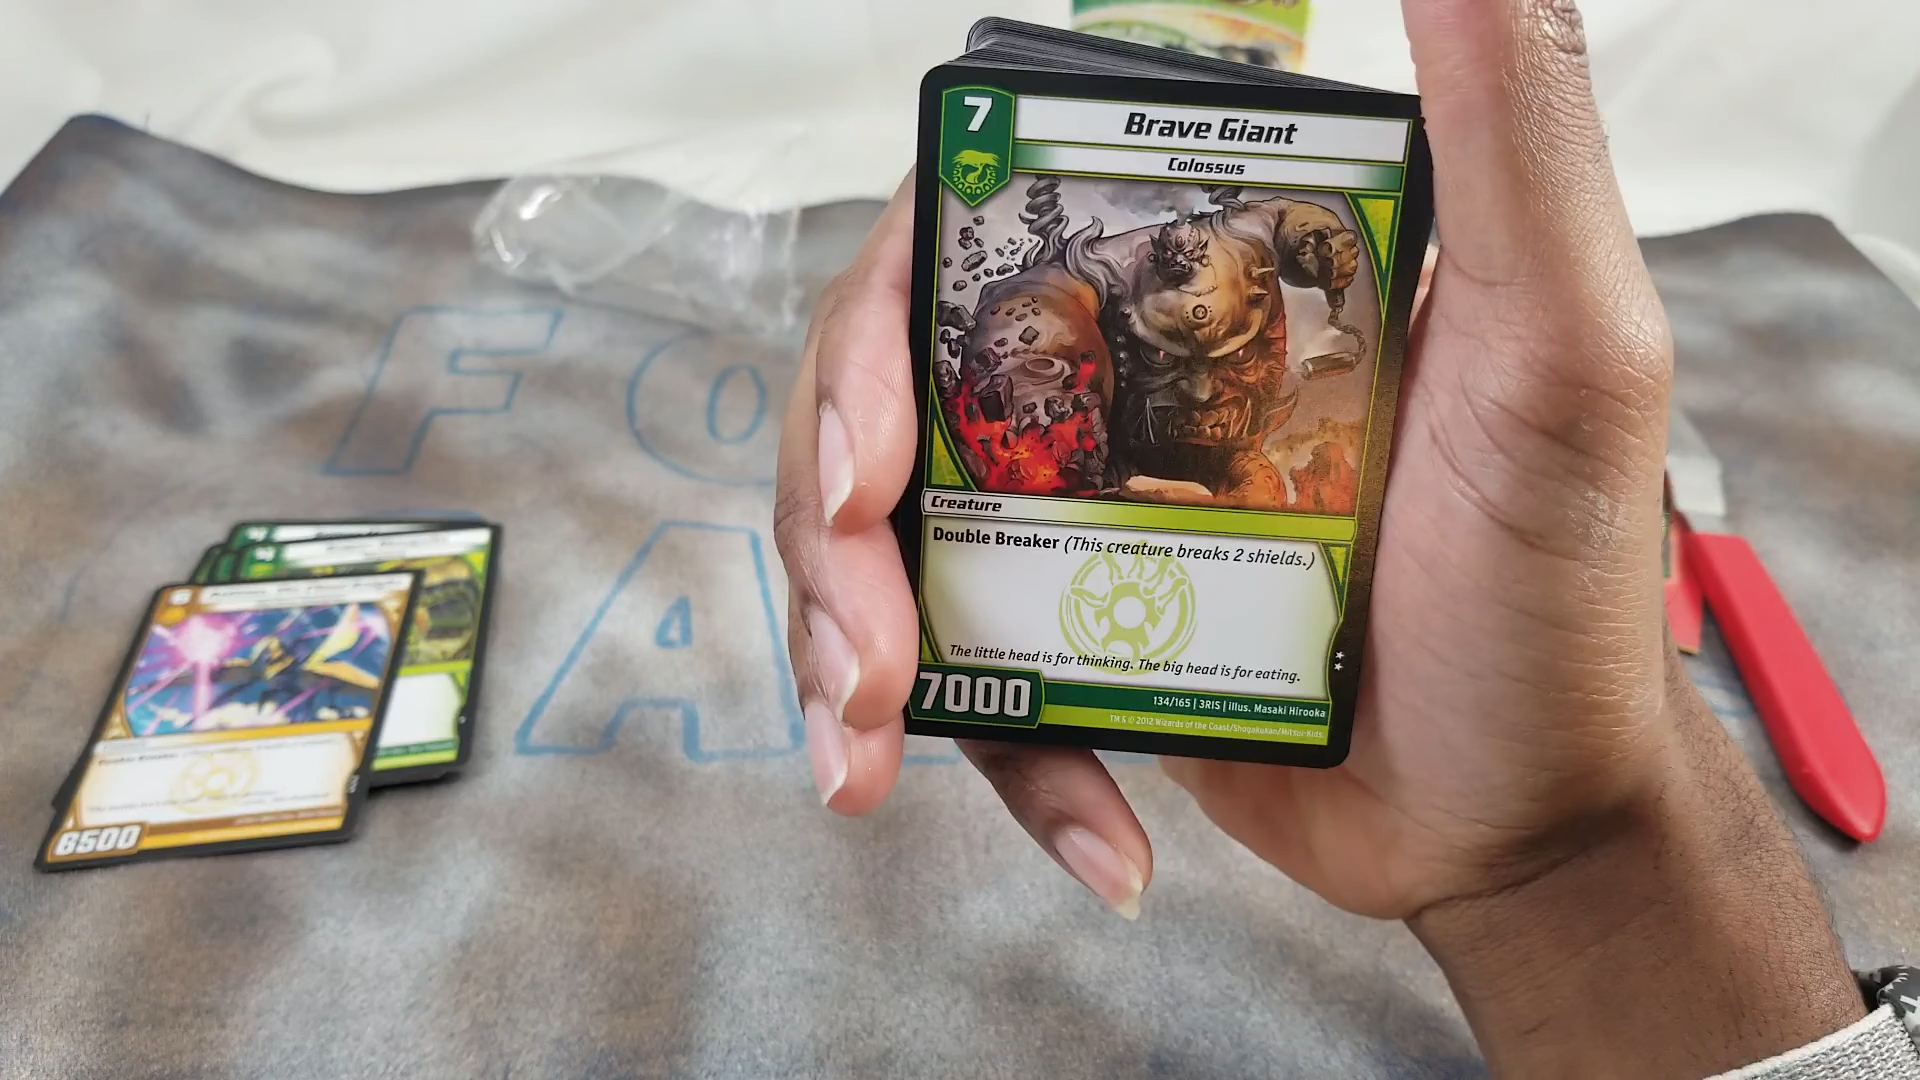 7
Brave Giant
Colossus
Creature
Double Breaker (This creature breaks 2 shields.)
The little head is for thinking. The big head is for eating.
7000
134/165 | 3RIS | illus. Masaki Hirooka
TM & © 2012 Wizards of the Coast/Shogakukan/Mitsui-Kids.
F O
A
6500